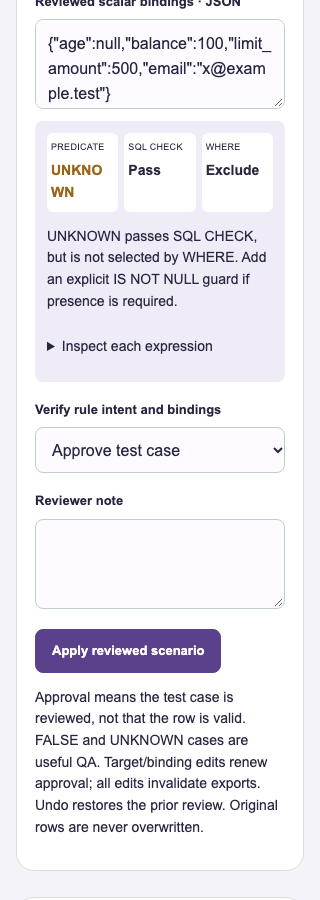 Reviewed scalar bindings · JSON
{"age":null,"balance":100,"limit_
amount":500,"email":"x@exam
ple.test"}
PREDICATE
UNKNO
WN
SQL CHECK
Pass
WHERE
Exclude
UNKNOWN passes SQL CHECK,
but is not selected by WHERE. Add
an explicit IS NOT NULL guard if
presence is required.
▶ Inspect each expression
Verify rule intent and bindings
Approve test case
Reviewer note
Apply reviewed scenario
Approval means the test case is
reviewed, not that the row is valid.
FALSE and UNKNOWN cases are
useful QA. Target/binding edits renew
approval; all edits invalidate exports.
Undo restores the prior review. Original
rows are never overwritten.